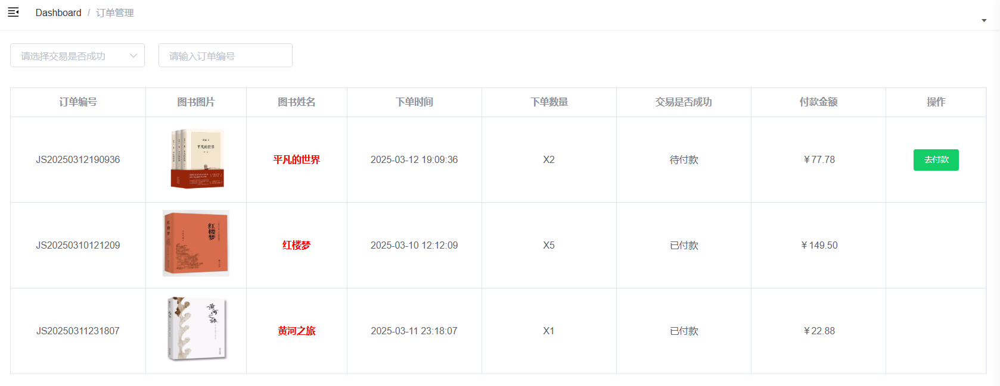 Dashboard / 订单管理
请选择交易是否成功 请输入订单编号
订单编号 图书图片 图书姓名 下单时间 下单数量 交易是否成功 付款金额 操作
平凡的世界
JS20250312190936 平凡的世界 2025-03-12 19:09:36 X2 待付款 ￥77.78 去付款
红楼梦
JS20250310121209 红楼梦 2025-03-10 12:12:09 X5 已付款 ￥149.50
黄河之旅
JS20250311231807 黄河之旅 2025-03-11 23:18:07 X1 已付款 ￥22.88